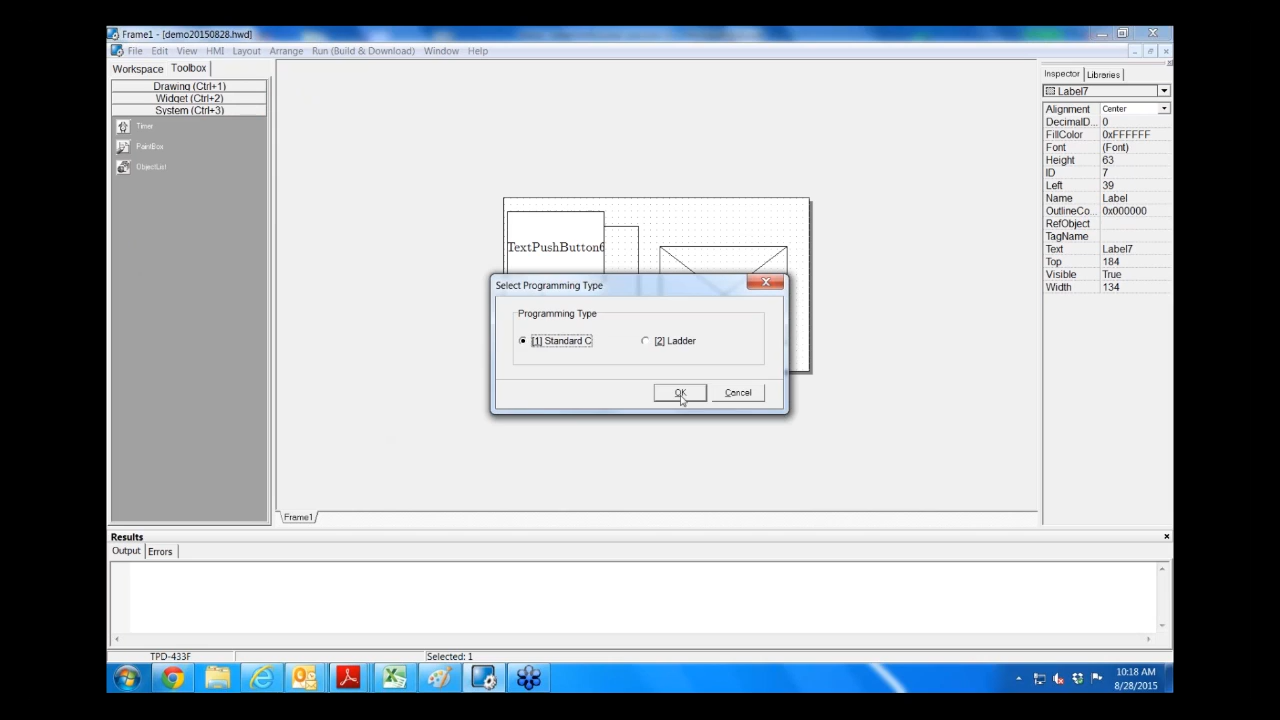 Frame1 - [demo20150828.hwd]
File Edit View HMI Layout Arrange Run (Build & Download) Window Help
Workspace Toolbox
Drawing (Ctrl+1)
Widget (Ctrl+2)
System (Ctrl+3)
Timer
PaintBox
ObjectList
TextPushButton6
Select Programming Type
Programming Type
[1] Standard C [2] Ladder
OK Cancel
Frame1
Inspector Libraries
Label7
Alignment Center
DecimalD... 0
FillColor 0xFFFFFF
Font (Font)
Height 63
ID 7
Left 39
Name Label
OutlineCo... 0x000000
RefObject
TagName
Text Label7
Top 184
Visible True
Width 134
Results
Output Errors
TPD-433F Selected: 1
10:18 AM
8/28/2015